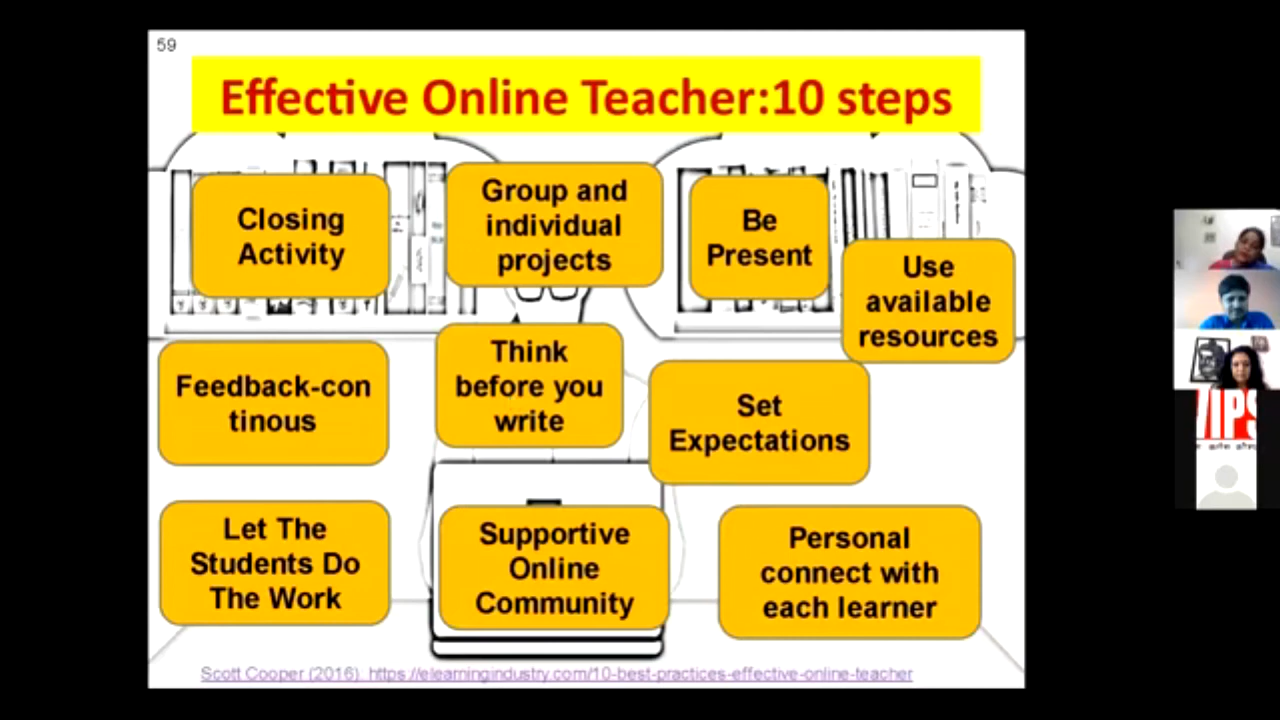 59
Effective Online Teacher:10 steps
Closing
Activity
Group and
individual
projects
Be
Present
Use
available
resources
Feedback-con
tinous
Think
before you
write
Set
Expectations
Let The
Students Do
The Work
Supportive
Online
Community
Personal
connect with
each learner
Scott Cooper (2016). https://elearningindustry.com/10-best-practices-effective-online-teacher
VIPS